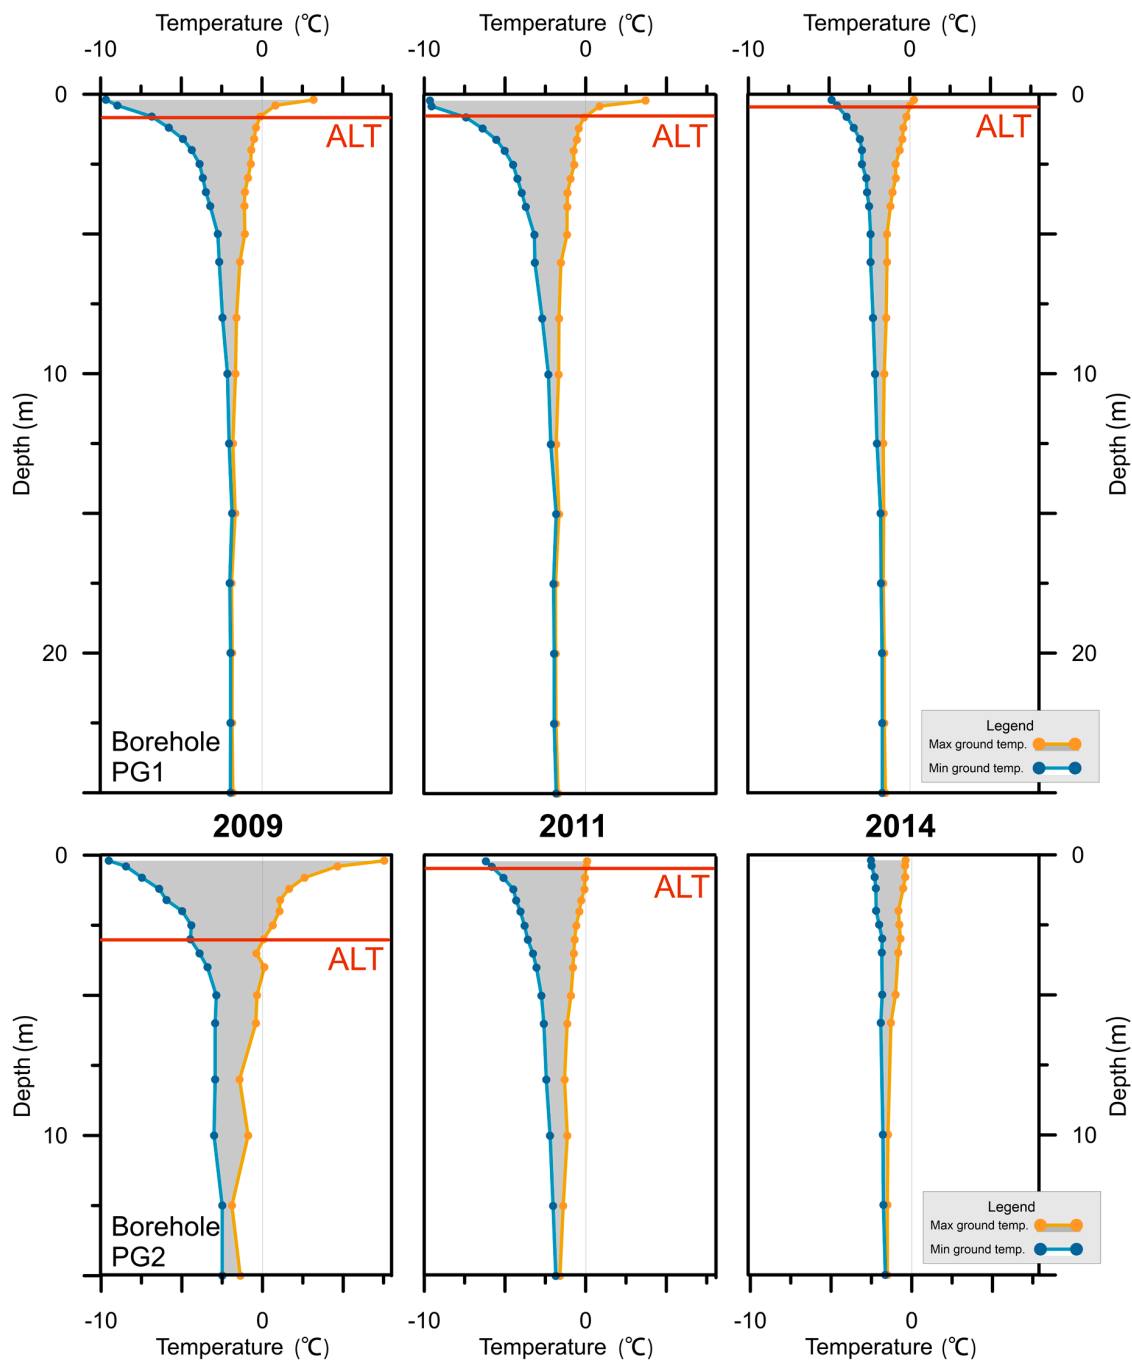 Temperature (℃)
Temperature (℃)
Temperature (℃)
-10 0
-10 0
-10 0
0
0
ALT
ALT
ALT
10
10
Depth (m)
Depth (m)
20
20
Borehole
PG1
Legend
Max ground temp.
Min ground temp.
2009
2011
2014
0
0
ALT
ALT
Depth (m)
Depth (m)
10
10
Borehole
PG2
Legend
Max ground temp.
Min ground temp.
-10 0
-10 0
-10 0
Temperature (℃)
Temperature (℃)
Temperature (℃)